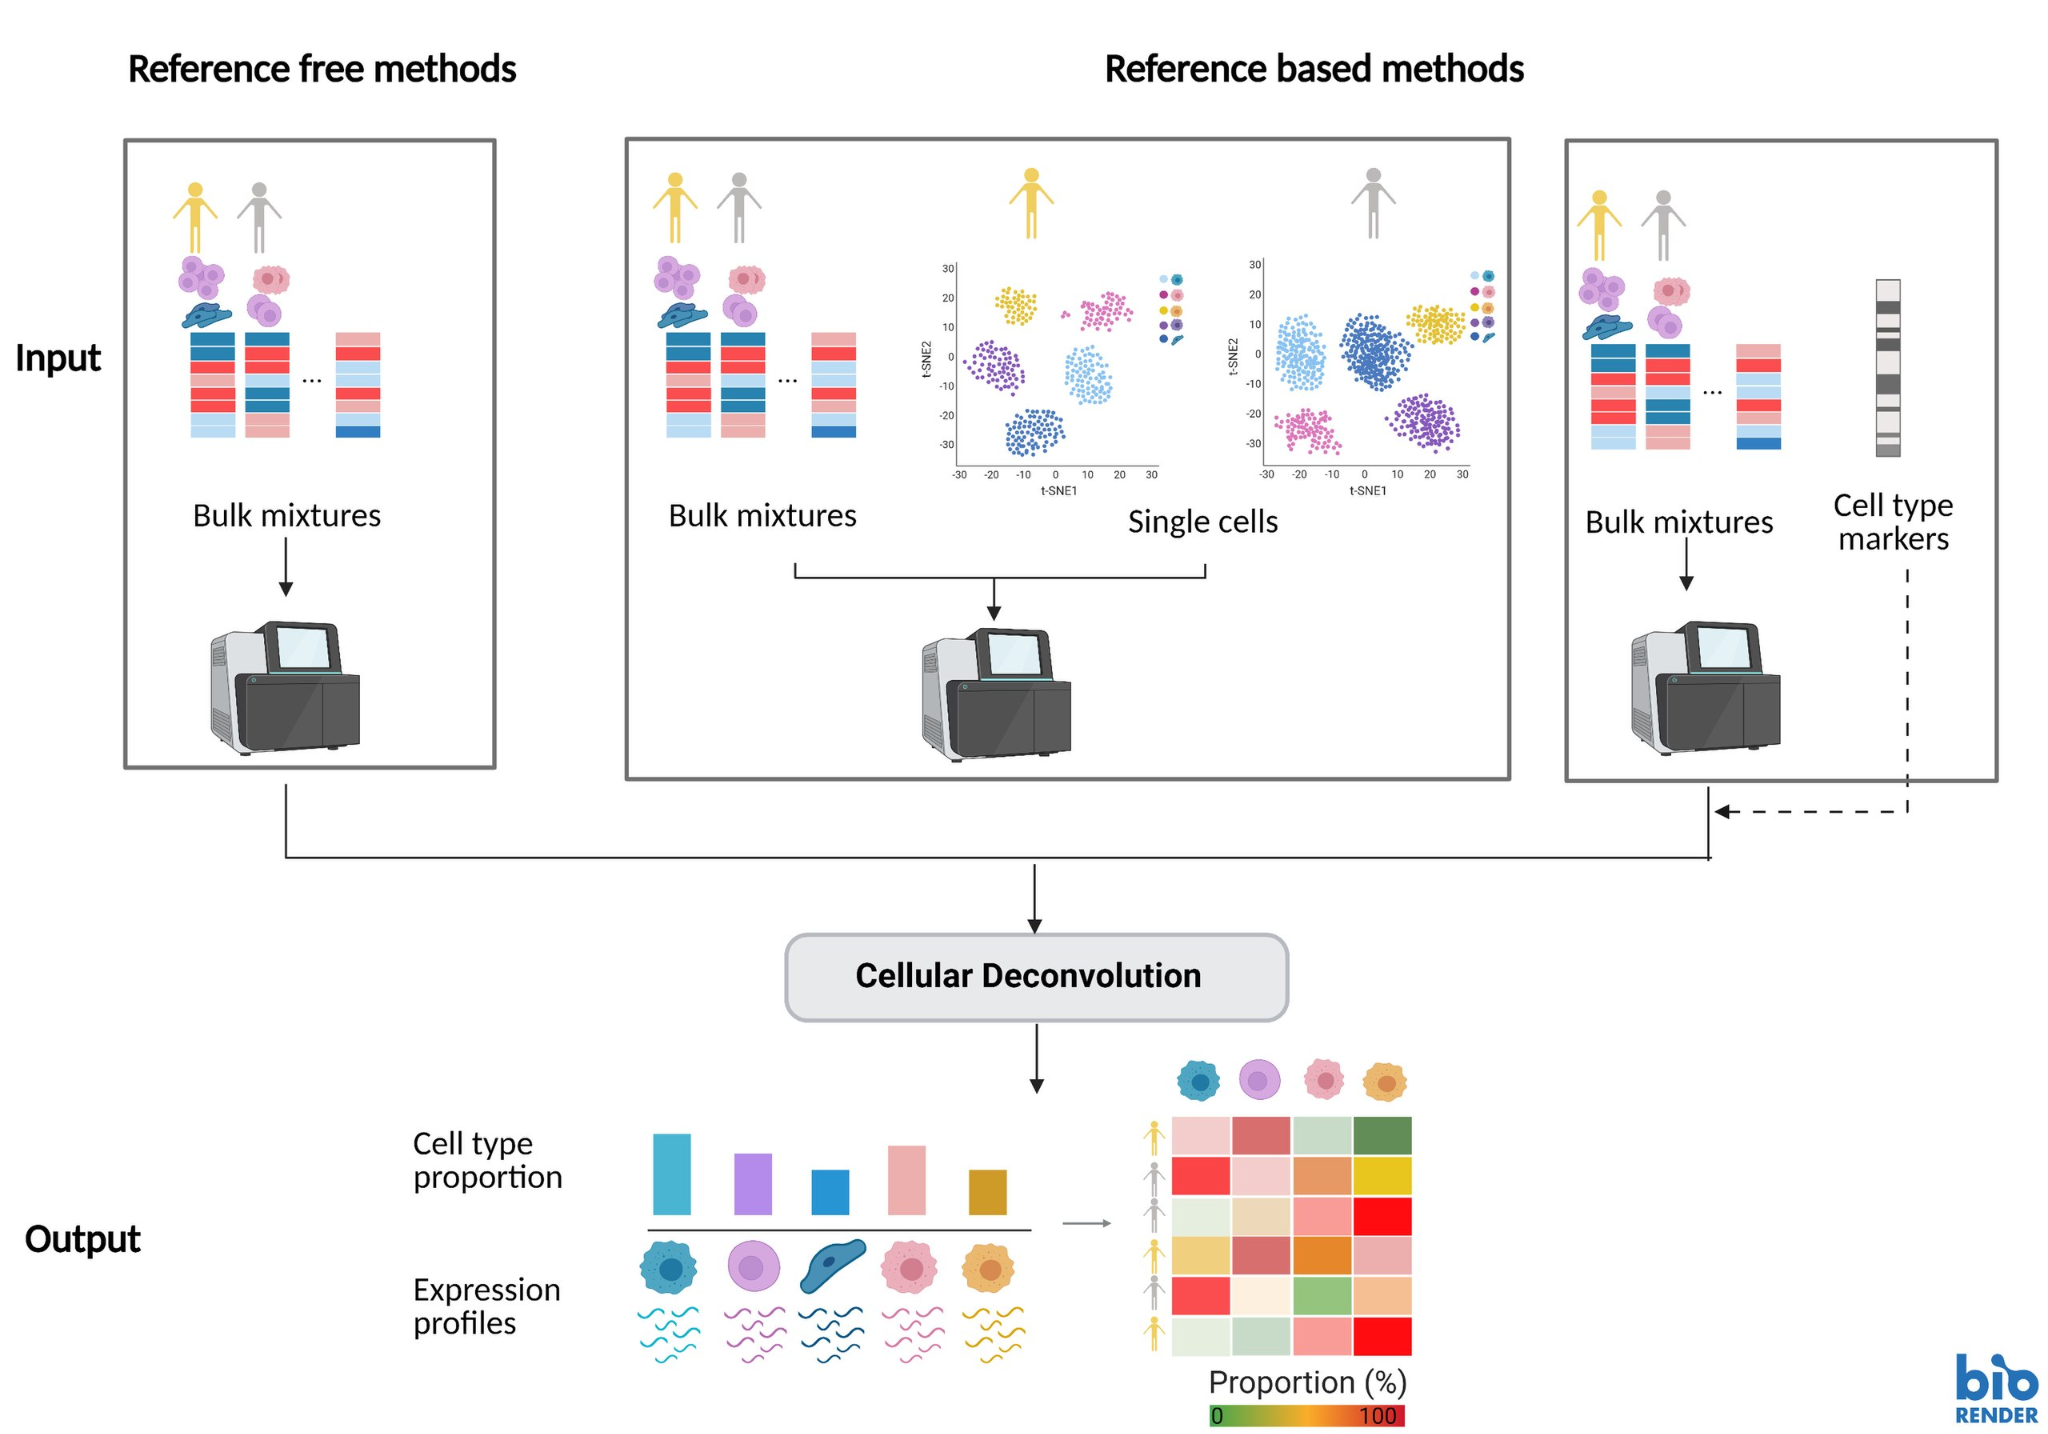 Reference free methods
Reference based methods
Input
...
Bulk mixtures
...
Bulk mixtures
30
20
10
0
-10
-20
-30
t-SNE2
-30 -20 -10 0 10 20 30
t-SNE1
30
20
10
0
-10
-20
-30
t-SNE2
-30 -20 -10 0 10 20 30
t-SNE1
Single cells
...
Bulk mixtures
Cell type
markers
Cellular Deconvolution
Output
Cell type
proportion
Expression
profiles
Proportion (%)
0 100
bio
RENDER